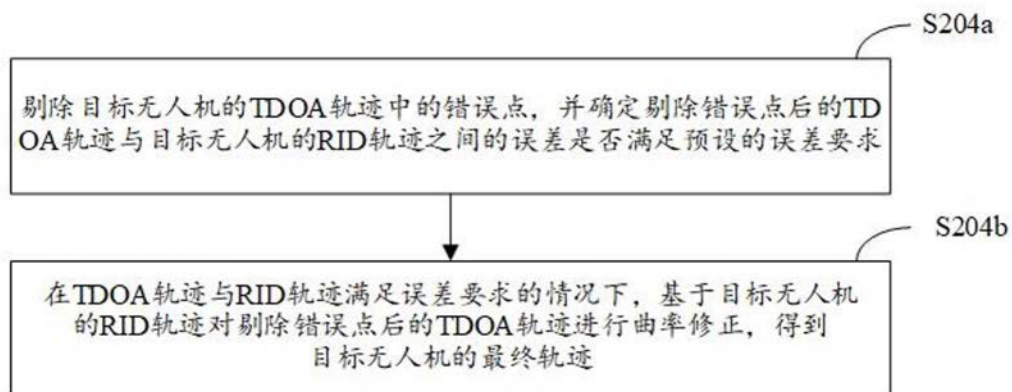 S204a
剔除目标无人机的TDOA轨迹中的错误点，并确定剔除错误点后的TD
OA轨迹与目标无人机的RID轨迹之间的误差是否满足预设的误差要求
S204b
在TDOA轨迹与RID轨迹满足误差要求的情况下，基于目标无人机
的RID轨迹对剔除错误点后的TDOA轨迹进行曲率修正，得到
目标无人机的最终轨迹